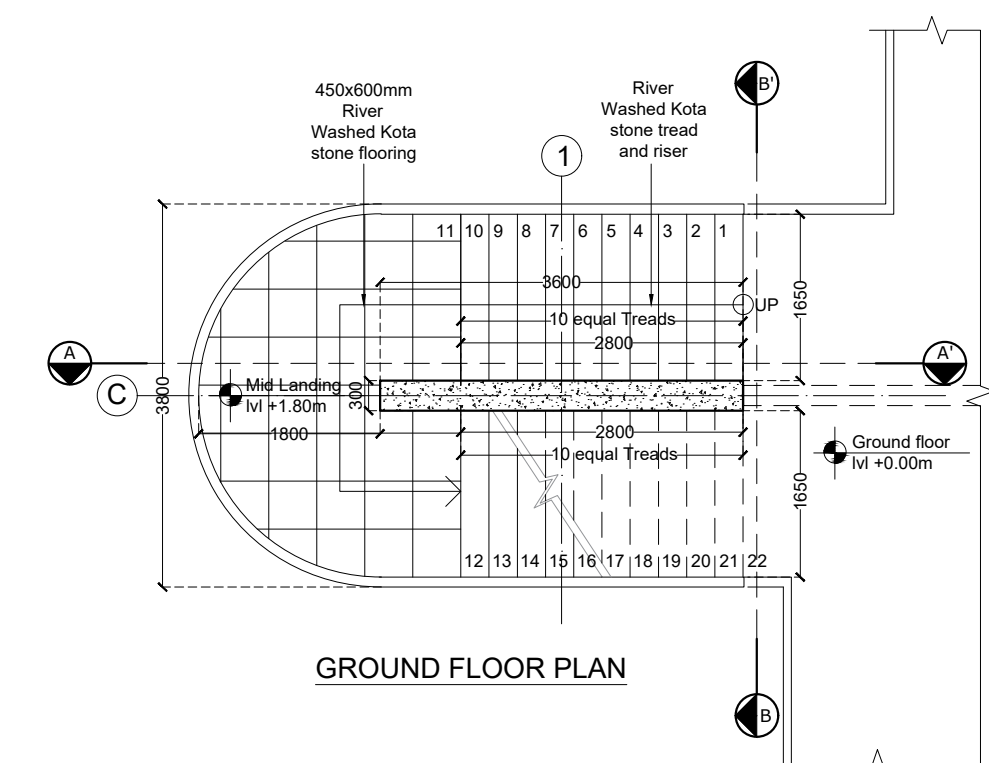 450x600mm
River
Washed Kota
stone flooring
River
Washed Kota
stone tread
and riser
B'
1
11 10 9 8 7 6 5 4 3 2 1
3600
UP
1650
10 equal Treads
2800
A
A'
C
3800
Mid Landing
lvl +1.80m
300
1800
2800
10 equal Treads
Ground floor
lvl +0.00m
1650
12 13 14 15 16 17 18 19 20 21 22
GROUND FLOOR PLAN
B